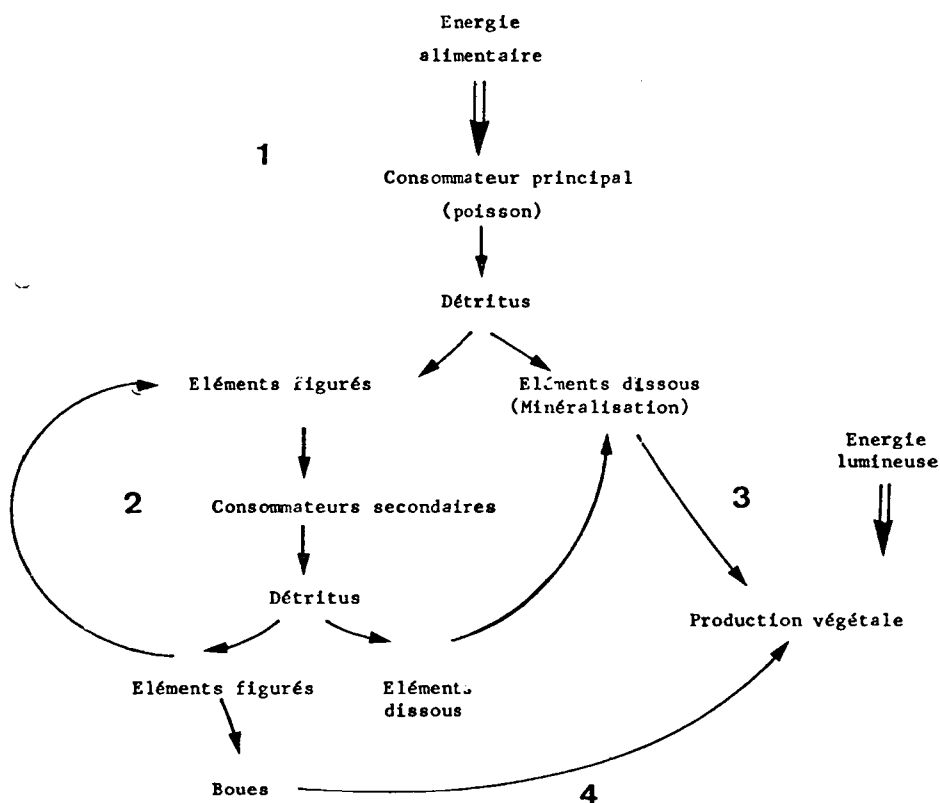 Energie
alimentaire
1
Consommateur principal
(poisson)
Détritus
Eléments figurés
Eléments dissous
(Minéralisation)
Energie
lumineuse
2
Consommateurs secondaires
3
Détritus
Production végétale
Eléments figurés
Eléments
dissous
Boues
4